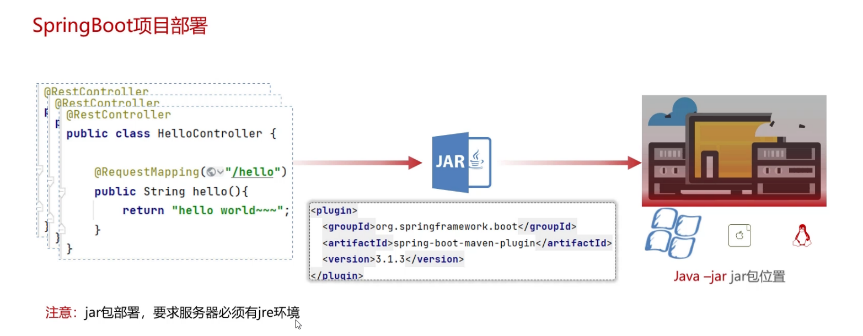 SpringBoot项目部署
@RestController
@RestController
@RestController
public class HelloController {
@RequestMapping("/hello")
public String hello(){
return "hello world~~~";
}
}
JAR
<plugin>
<groupId>org.springframework.boot</groupId>
<artifactId>spring-boot-maven-plugin</artifactId>
<version>3.1.3</version>
</plugin>
Java –jar jar包位置
注意：jar包部署，要求服务器必须有jre环境